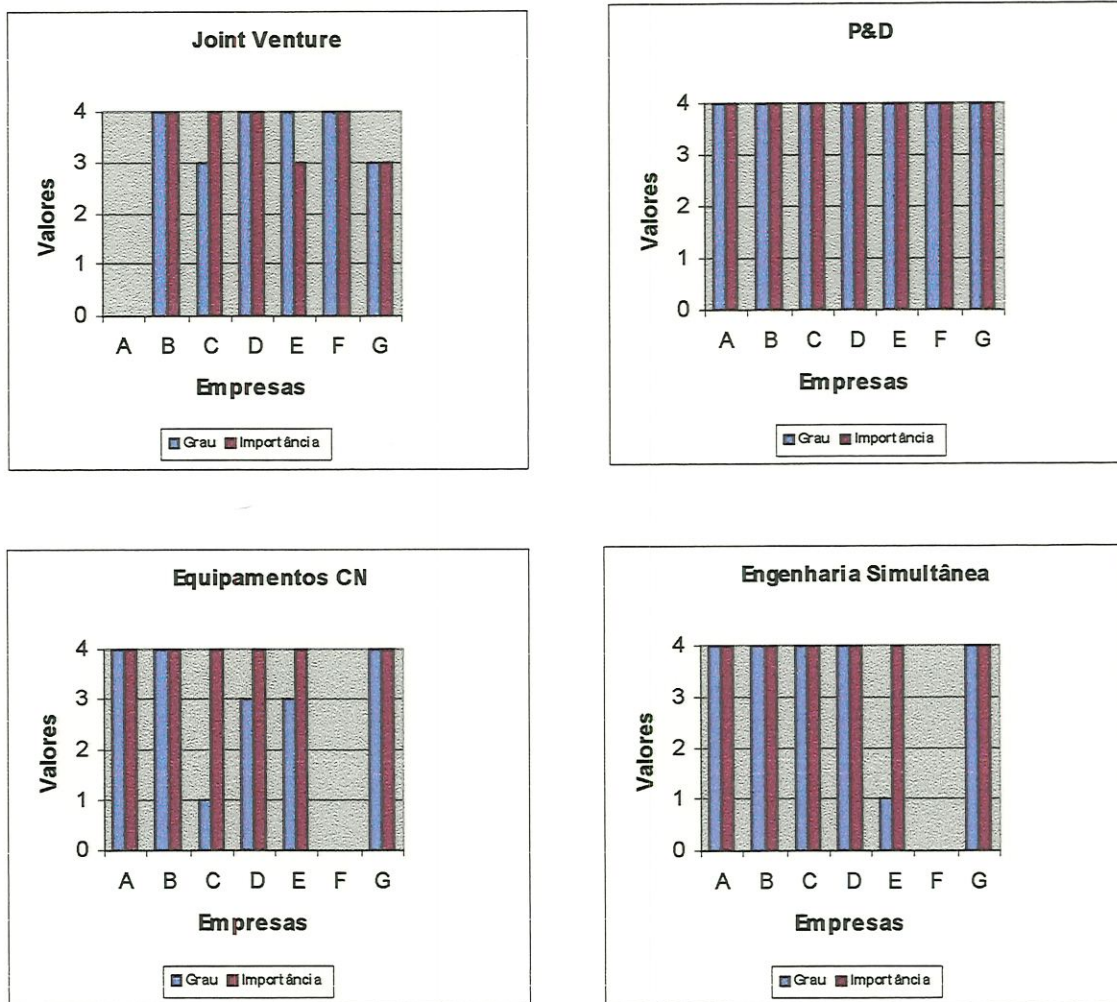 Joint Venture
Valores
4
3
2
1
0
A B C D E F G
Empresas
Grau Importância
P&D
Valores
4
3
2
1
0
A B C D E F G
Empresas
Grau Importância
Equipamentos CN
Valores
4
3
2
1
0
A B C D E F G
Empresas
Grau Importância
Engenharia Simultânea
Valores
4
3
2
1
0
A B C D E F G
Empresas
Grau Importância